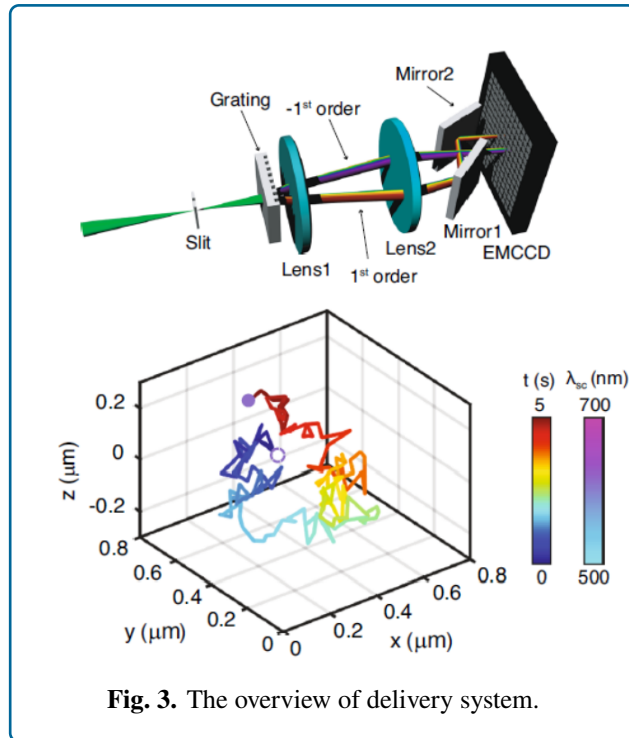 Mirror2
Grating
-1st order
Slit
Lens1
Lens2
Mirror1
1st order
EMCCD
t (s)
λsc (nm)
5
700
0.2
0
-0.2
z (μm)
0
500
0.8
0.6
0.4
0.2
0
y (μm)
0
0.2
0.4
0.6
0.8
x (μm)
Fig. 3. The overview of delivery system.